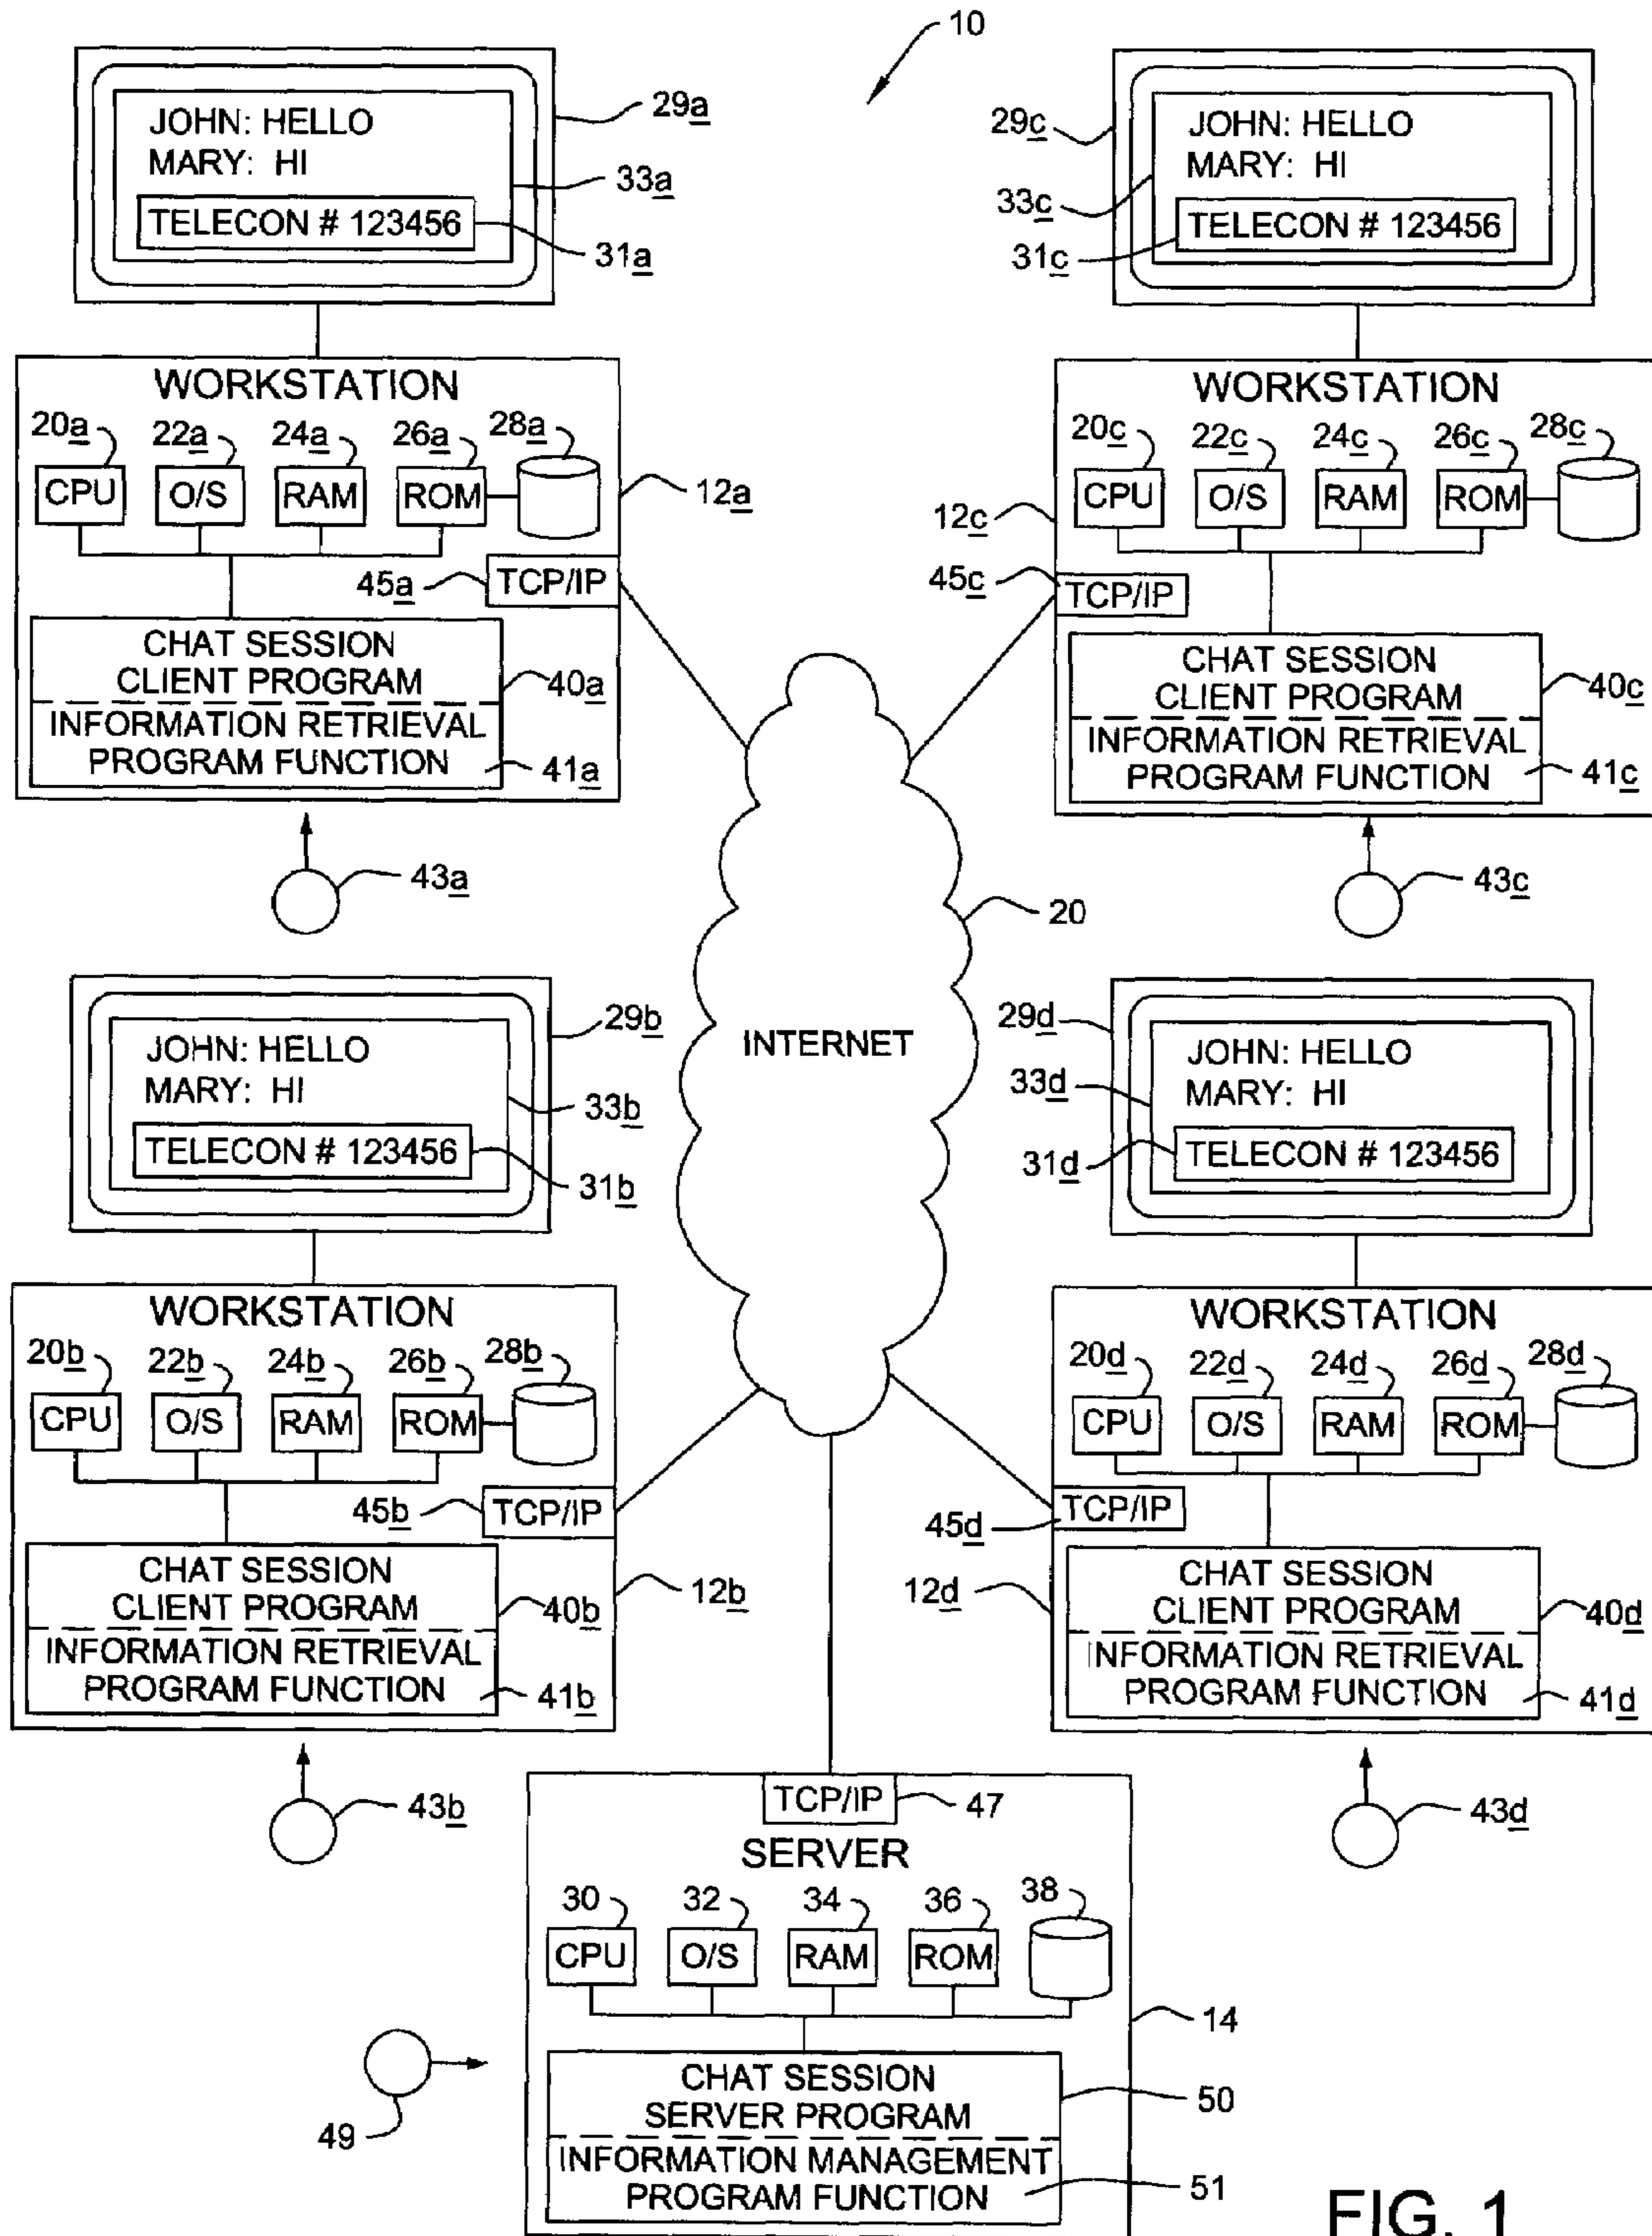 10
JOHN: HELLO
MARY: HI
TELECON # 123456
29a
33a
31a
WORKSTATION
20a 22a 24a 26a 28a
CPU O/S RAM ROM
12a
45a TCP/IP
CHAT SESSION
CLIENT PROGRAM
40a
INFORMATION RETRIEVAL
PROGRAM FUNCTION
41a
43a
JOHN: HELLO
MARY: HI
TELECON # 123456
29c
33c
31c
WORKSTATION
20c 22c 24c 26c 28c
CPU O/S RAM ROM
12c
45c TCP/IP
CHAT SESSION
CLIENT PROGRAM
40c
INFORMATION RETRIEVAL
PROGRAM FUNCTION
41c
43c
INTERNET
20
JOHN: HELLO
MARY: HI
TELECON # 123456
29b
33b
31b
WORKSTATION
20b 22b 24b 26b 28b
CPU O/S RAM ROM
45b TCP/IP
12b
CHAT SESSION
CLIENT PROGRAM
40b
INFORMATION RETRIEVAL
PROGRAM FUNCTION
41b
43b
JOHN: HELLO
MARY: HI
TELECON # 123456
29d
33d
31d
WORKSTATION
20d 22d 24d 26d 28d
CPU O/S RAM ROM
45d TCP/IP
12d
CHAT SESSION
CLIENT PROGRAM
40d
INFORMATION RETRIEVAL
PROGRAM FUNCTION
41d
43d
TCP/IP 47
SERVER
30 32 34 36 38
CPU O/S RAM ROM
14
49
CHAT SESSION
SERVER PROGRAM
50
INFORMATION MANAGEMENT
PROGRAM FUNCTION
51
FIG. 1